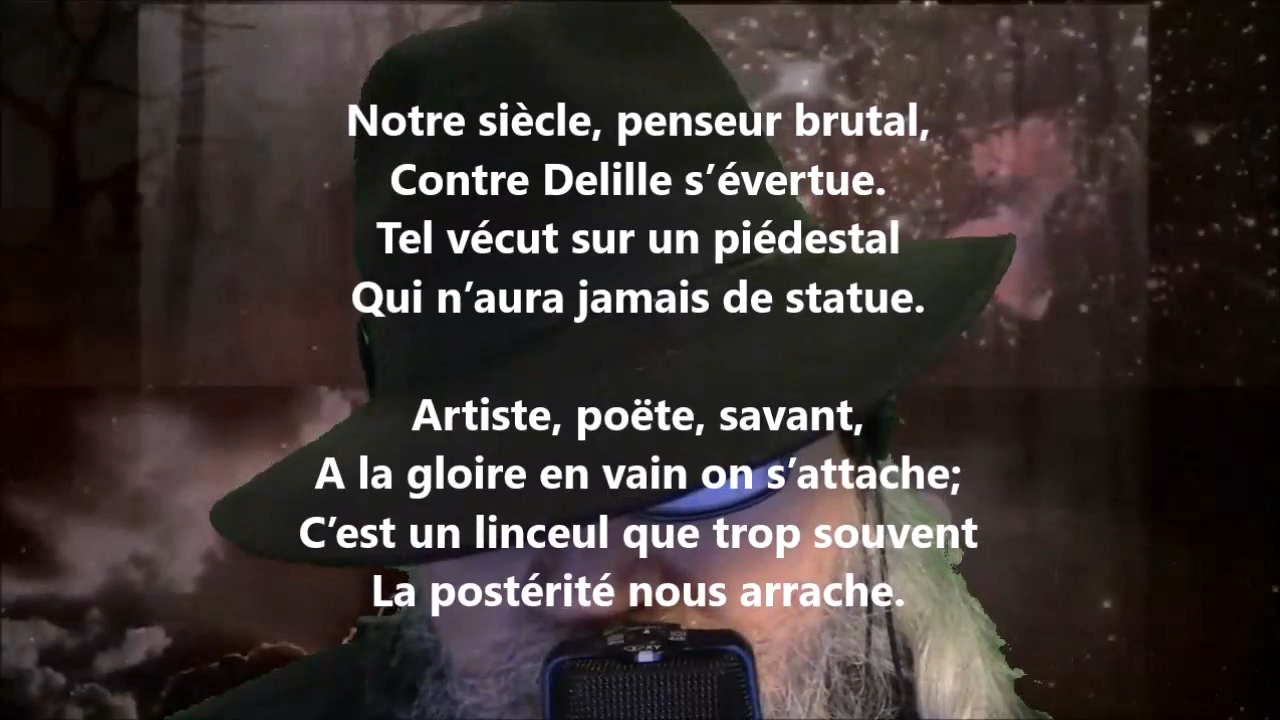 Notre siècle, penseur brutal,
Contre Delille s’évertue.
Tel vécut sur un piédestal
Qui n’aura jamais de statue.
Artiste, poëte, savant,
A la gloire en vain on s’attache;
C’est un linceul que trop souvent
La postérité nous arrache.